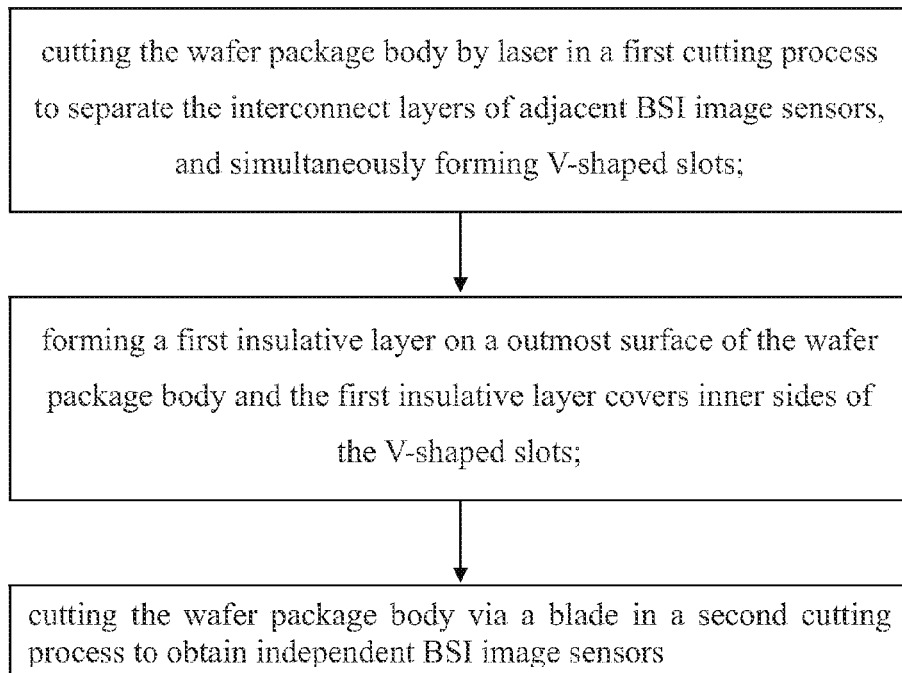 cutting the wafer package body by laser in a first cutting process
to separate the interconnect layers of adjacent BSI image sensors,
and simultaneously forming V-shaped slots;
forming a first insulative layer on a outmost surface of the wafer
package body and the first insulative layer covers inner sides of
the V-shaped slots;
cutting the wafer package body via a blade in a second cutting
process to obtain independent BSI image sensors